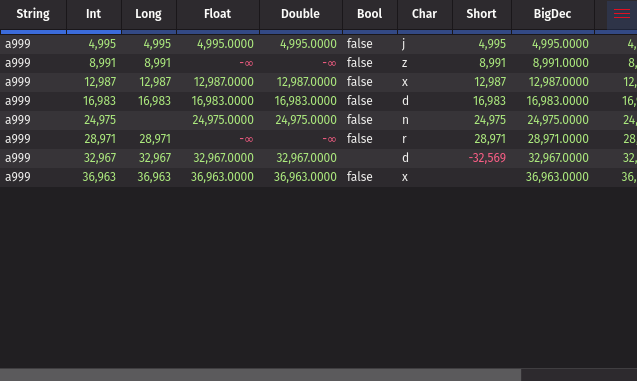 String Int Long Float Double Bool Char Short BigDec
a999 4,995 4,995 4,995.0000 4,995.0000 false j 4,995 4,995.0000 4,
a999 8,991 8,991 -∞ -∞ false z 8,991 8,991.0000 8,
a999 12,987 12,987 12,987.0000 12,987.0000 false x 12,987 12,987.0000 12,
a999 16,983 16,983 16,983.0000 16,983.0000 false d 16,983 16,983.0000 16,
a999 24,975 24,975.0000 24,975.0000 false n 24,975 24,975.0000 24,
a999 28,971 28,971 -∞ -∞ false r 28,971 28,971.0000 28,
a999 32,967 32,967 32,967.0000 32,967.0000 d -32,569 32,967.0000 32,
a999 36,963 36,963 36,963.0000 36,963.0000 false x 36,963.0000 36,